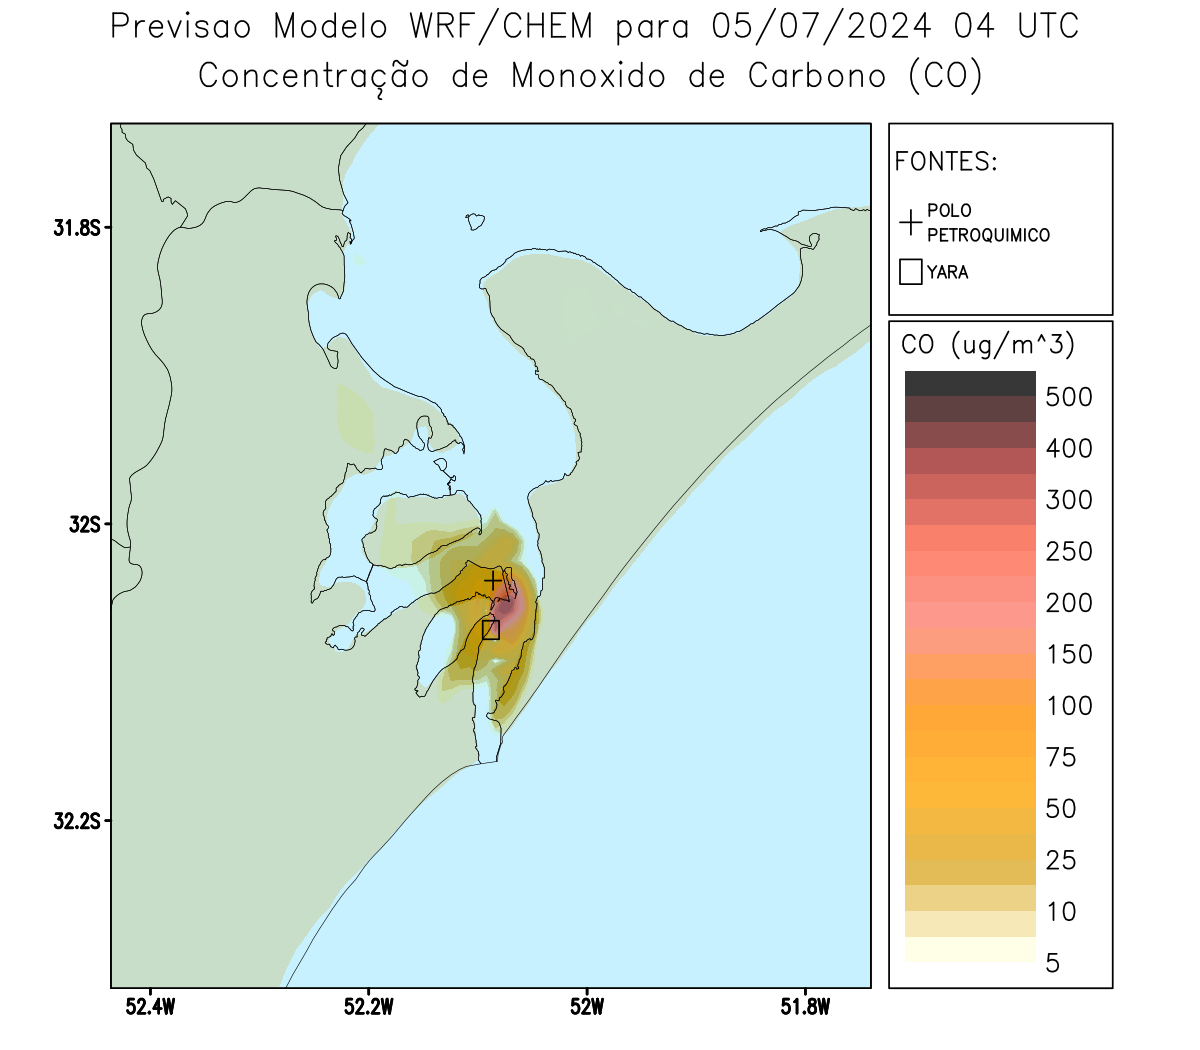 Previsao Modelo WRF/CHEM para 05/07/2024 04 UTC
Concentração de Monoxido de Carbono (CO)
FONTES:
POLO
PETROQUIMICO
YARA
CO (ug/m^3)
500
400
300
250
200
150
100
75
50
25
10
5
31.8S
32S
32.2S
52.4W
52.2W
52W
51.8W